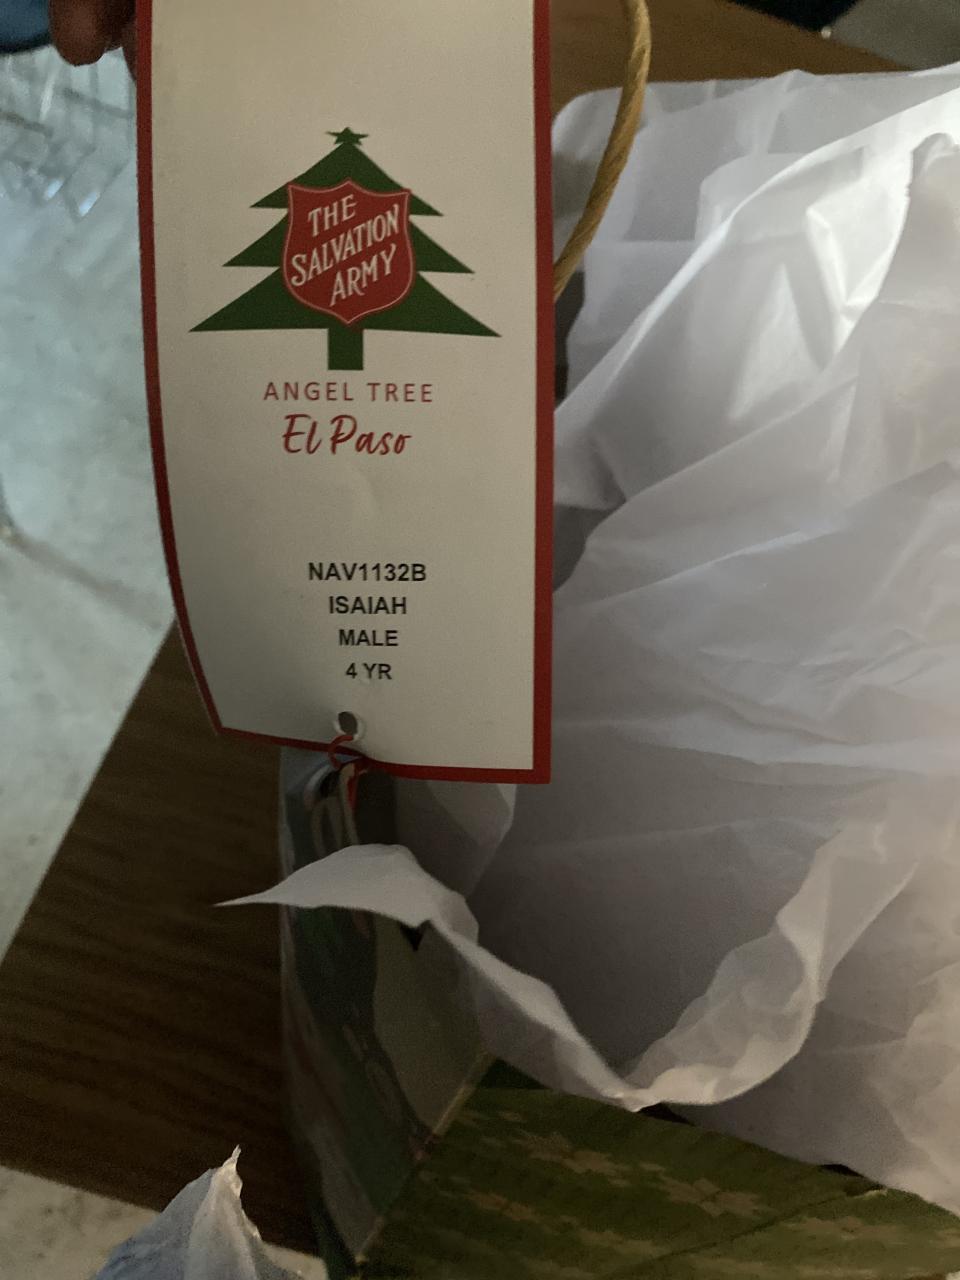 THE
SALVATION
ARMY
ANGEL TREE
El Paso
NAV1132B
ISAIAH
MALE
4 YR